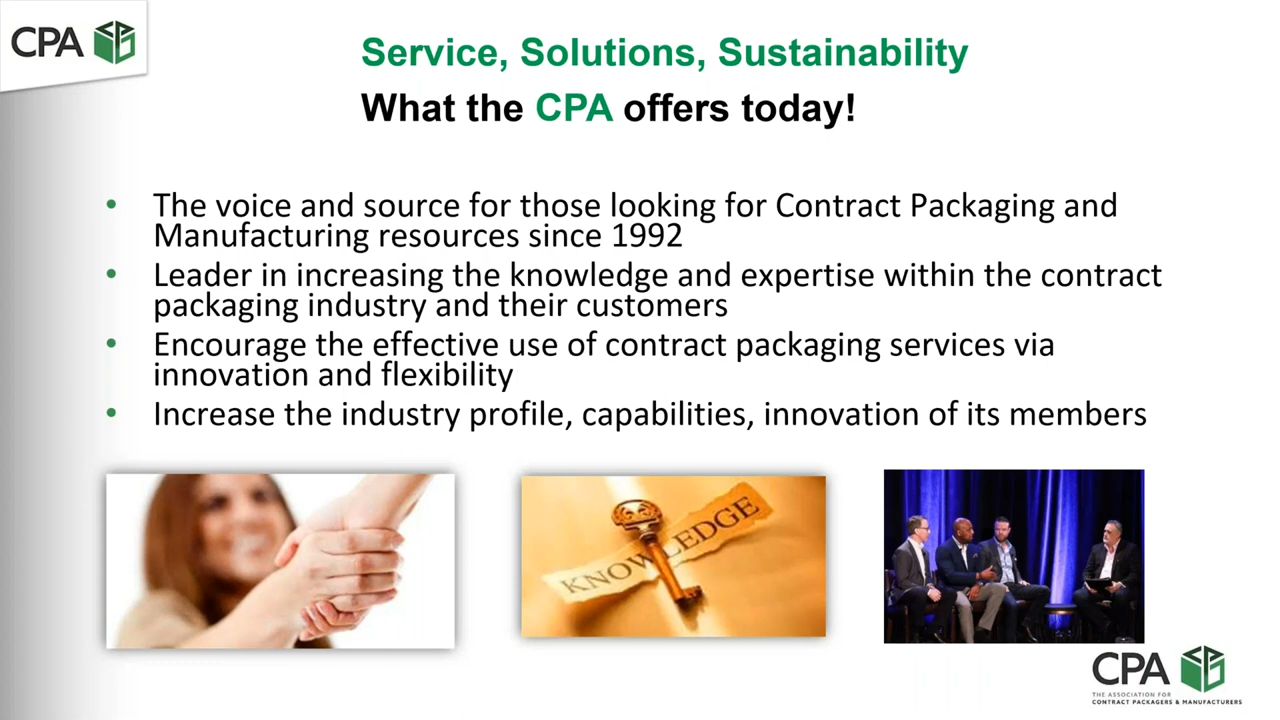 CPA
Service, Solutions, Sustainability
What the CPA offers today!
• The voice and source for those looking for Contract Packaging and
Manufacturing resources since 1992
• Leader in increasing the knowledge and expertise within the contract
packaging industry and their customers
• Encourage the effective use of contract packaging services via
innovation and flexibility
• Increase the industry profile, capabilities, innovation of its members
KNOWLEDGE
CPA
THE ASSOCIATION FOR
CONTRACT PACKAGERS & MANUFACTURERS